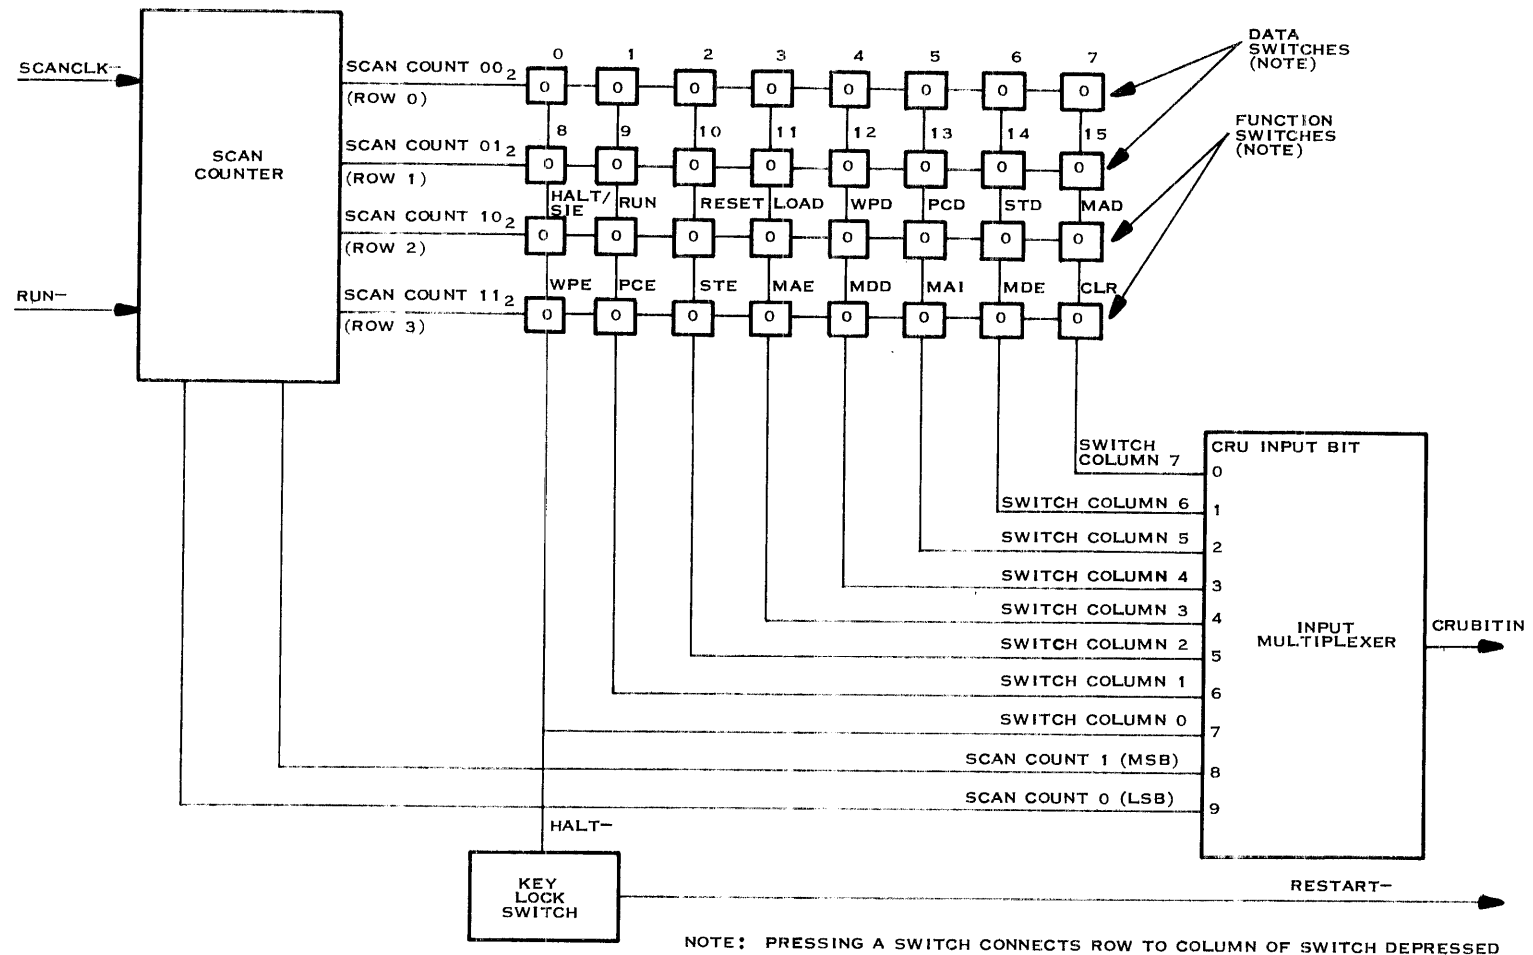 SCANCLK-
RUN-
SCAN
COUNTER
SCAN COUNT 00 2
(ROW 0)
SCAN COUNT 01 2
(ROW 1)
SCAN COUNT 10 2
(ROW 2)
SCAN COUNT 11 2
(ROW 3)
0 1 2 3 4 5 6 7
0 0 0 0 0 0 0 0
8 9 10 11 12 13 14 15
0 0 0 0 0 0 0 0
HALT/
SIE
RUN RESET LOAD WPD PCD STD MAD
0 0 0 0 0 0 0 0
WPE PCE STE MAE MDD MAI MDE CLR
0 0 0 0 0 0 0 0
DATA
SWITCHES
(NOTE)
FUNCTION
SWITCHES
(NOTE)
SWITCH
COLUMN 7
CRU INPUT BIT
0
SWITCH COLUMN 6 1
SWITCH COLUMN 5 2
SWITCH COLUMN 4 3
SWITCH COLUMN 3 4
SWITCH COLUMN 2 5
SWITCH COLUMN 1 6
SWITCH COLUMN 0 7
SCAN COUNT 1 (MSB) 8
SCAN COUNT 0 (LSB) 9
INPUT
MULTIPLEXER
CRUBITIN
HALT-
KEY
LOCK
SWITCH
RESTART-
NOTE: PRESSING A SWITCH CONNECTS ROW TO COLUMN OF SWITCH DEPRESSED